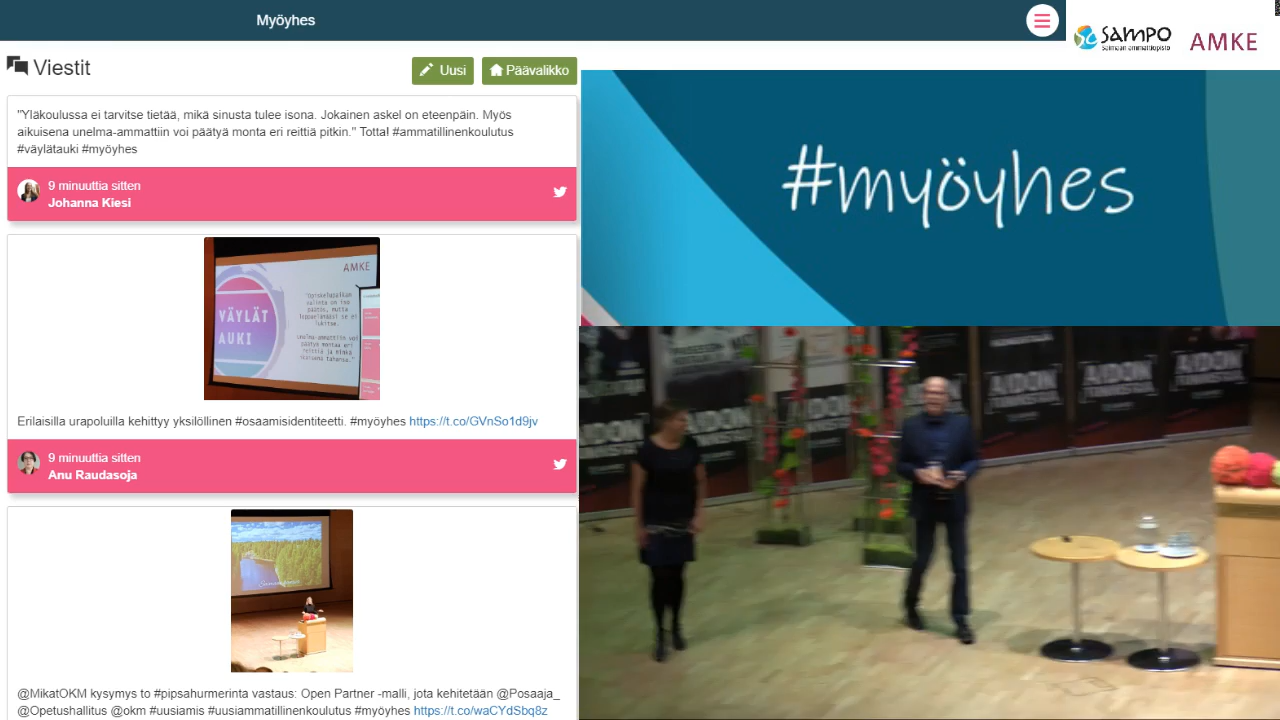 Myöyhes
SAMPO
Saimaan ammattiopisto
AMKE
Viestit
Uusi
Päävalikko
"Yläkoulussa ei tarvitse tietää, mikä sinusta tulee isona. Jokainen askel on eteenpäin. Myös
aikuisena unelma-ammattiin voi päätyä monta eri reittiä pitkin." Totta! #ammatillinenkoulutus
#väylätauki #myöyhes
9 minuuttia sitten
Johanna Kiesi
#myöyhes
AMKE
VÄYLÄT
AUKI
Erilaisilla urapoluilla kehittyy yksilöllinen #osaamisidentiteetti. #myöyhes https://t.co/GVnSo1d9jv
9 minuuttia sitten
Anu Raudasoja
AIDON
@MikatOKM kysymys to #pipsahurmerinta vastaus: Open Partner -malli, jota kehitetään @Posaaja_
@Opetushallitus @okm #uusiamis #uusiammatillinenkoulutus #myöyhes https://t.co/waCYdSbq8z